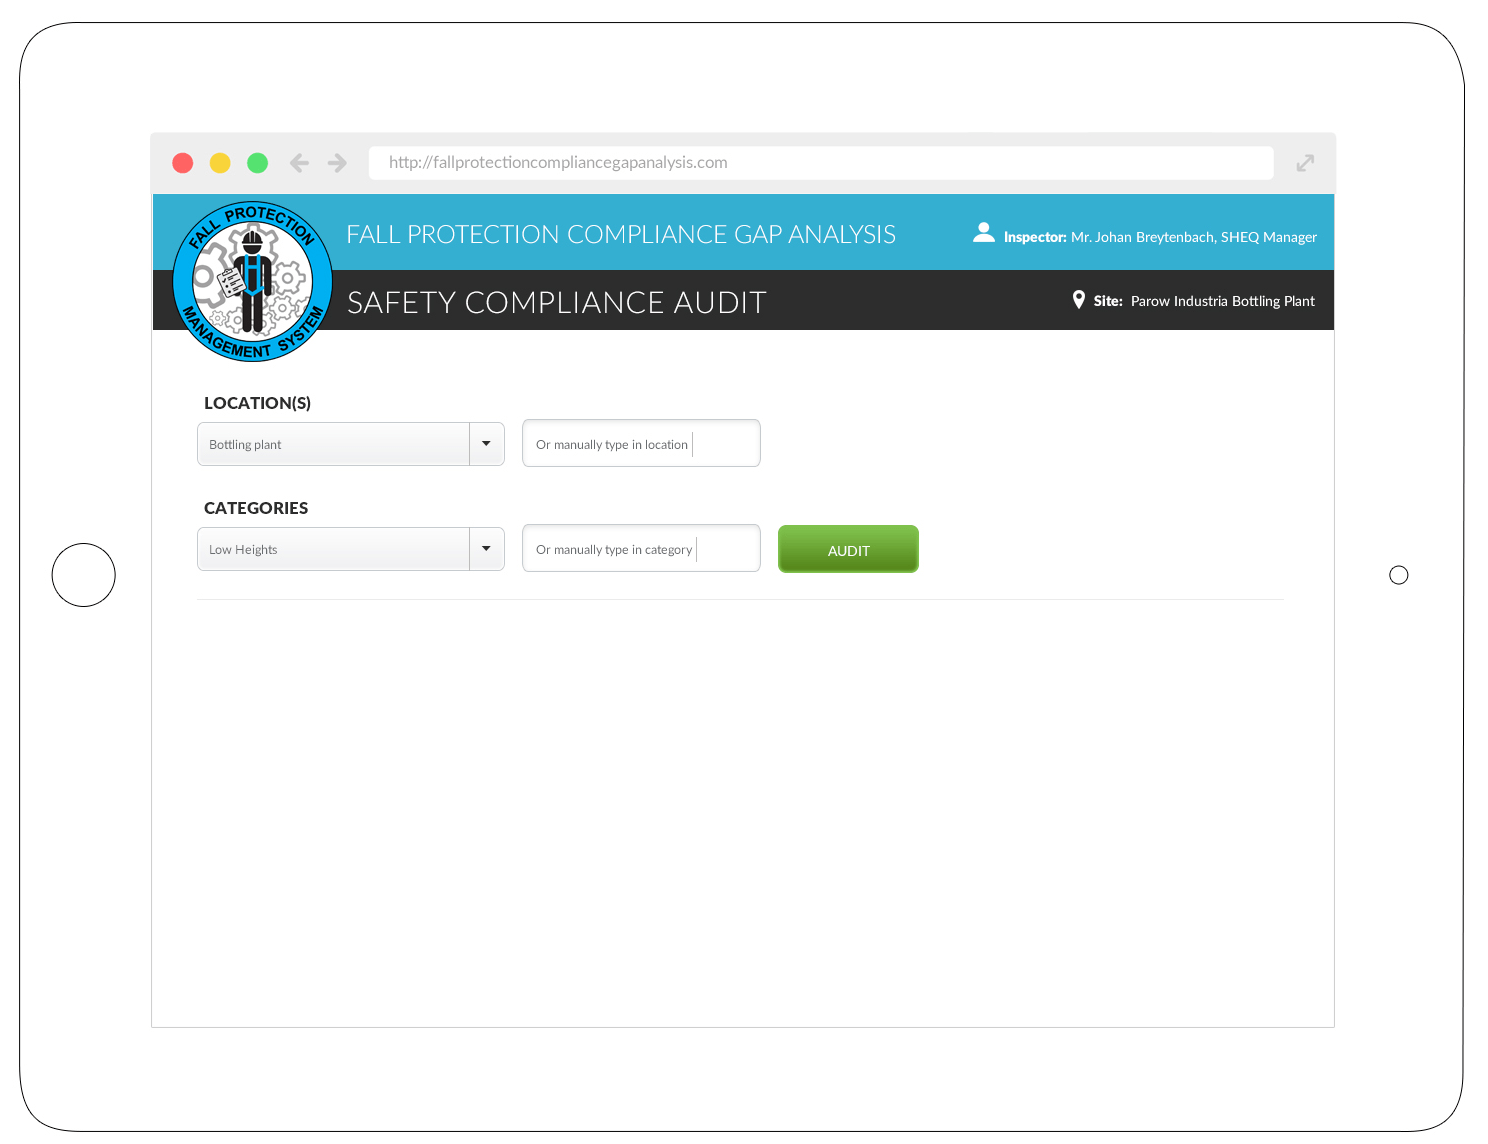 http://fallprotectioncompliancegapanalysis.com
FALL PROTECTION
MANAGEMENT SYSTEM
FALL PROTECTION COMPLIANCE GAP ANALYSIS
Inspector: Mr. Johan Breytenbach, SHEQ Manager
SAFETY COMPLIANCE AUDIT
Site: Parow Industria Bottling Plant
LOCATION(S)
Bottling plant
Or manually type in location
CATEGORIES
Low Heights
Or manually type in category
AUDIT